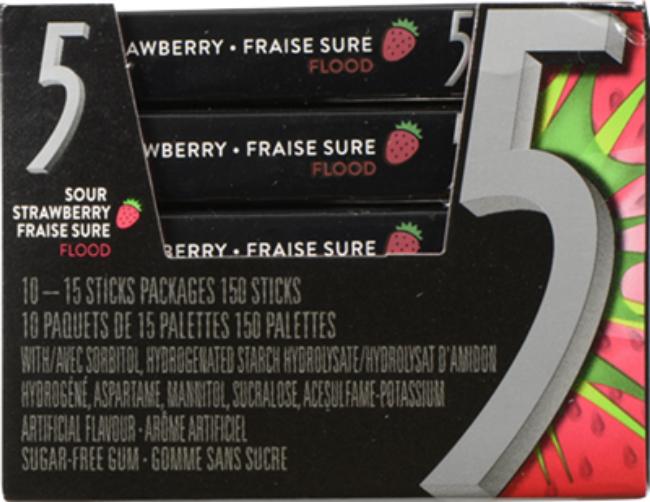 5
SOUR
STRAWBERRY
FRAISE SURE
FLOOD
AWBERRY • FRAISE SURE
FLOOD
5
WBERRY • FRAISE SURE
FLOOD
BERRY • FRAISE SURE
5
10 – 15 STICKS PACKAGES 150 STICKS
10 PAQUETS DE 15 PALETTES 150 PALETTES
WITH/AVEC SORBITOL, HYDROGENATED STARCH HYDROLYSATE/HYDROLYSAT D'AMIDON
HYDROGÉNÉ, ASPARTAME, MANNITOL, SUCRALOSE, ACESULFAME-POTASSIUM
ARTIFICIAL FLAVOUR • ARÔME ARTIFICIEL
SUGAR-FREE GUM • GOMME SANS SUCRE